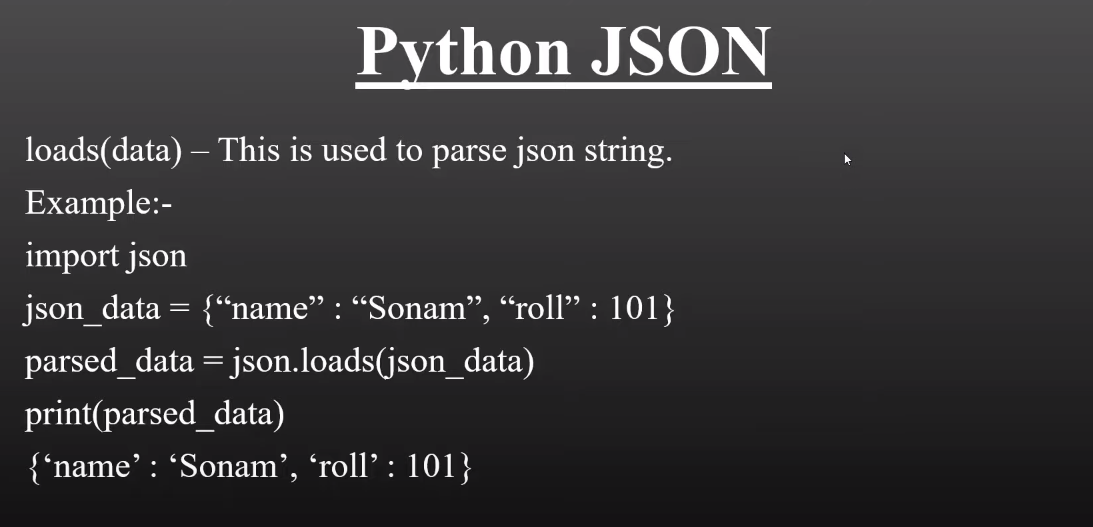 Python JSON
loads(data) – This is used to parse json string.
Example:-
import json
json_data = {“name” : “Sonam”, “roll” : 101}
parsed_data = json.loads(json_data)
print(parsed_data)
{‘name’ : ‘Sonam’, ‘roll’ : 101}